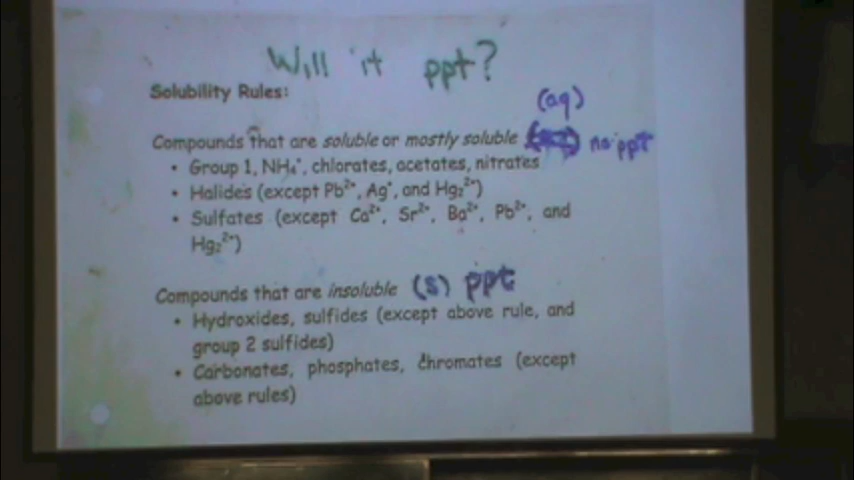 Will it ppt?
Solubility Rules:
(aq)
Compounds that are soluble or mostly soluble no ppt
• Group 1, NH₄⁺, chlorates, acetates, nitrates
• Halides (except Pb²⁺, Ag⁺, and Hg₂²⁺)
• Sulfates (except Ca²⁺, Sr²⁺, Ba²⁺, Pb²⁺, and
Hg₂²⁺)
Compounds that are insoluble (s) ppt
• Hydroxides, sulfides (except above rule, and
group 2 sulfides)
• Carbonates, phosphates, chromates (except
above rules)